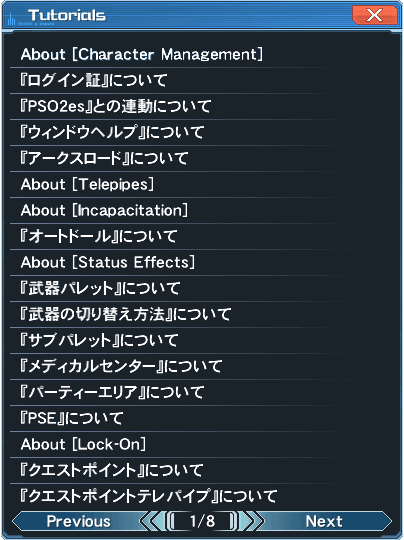 Tutorials
About [Character Management]
『ログイン証』について
『PSO2es』との連動について
『ウィンドウヘルプ』について
『アークスロード』について
About [Telepipes]
About [Incapacitation]
『オートドール』について
About [Status Effects]
『武器パレット』について
『武器の切り替え方法』について
『サブパレット』について
『メディカルセンター』について
『パーティーエリア』について
『PSE』について
About [Lock-On]
『クエストポイント』について
『クエストポイントテレパイプ』について
Previous 1/8 Next